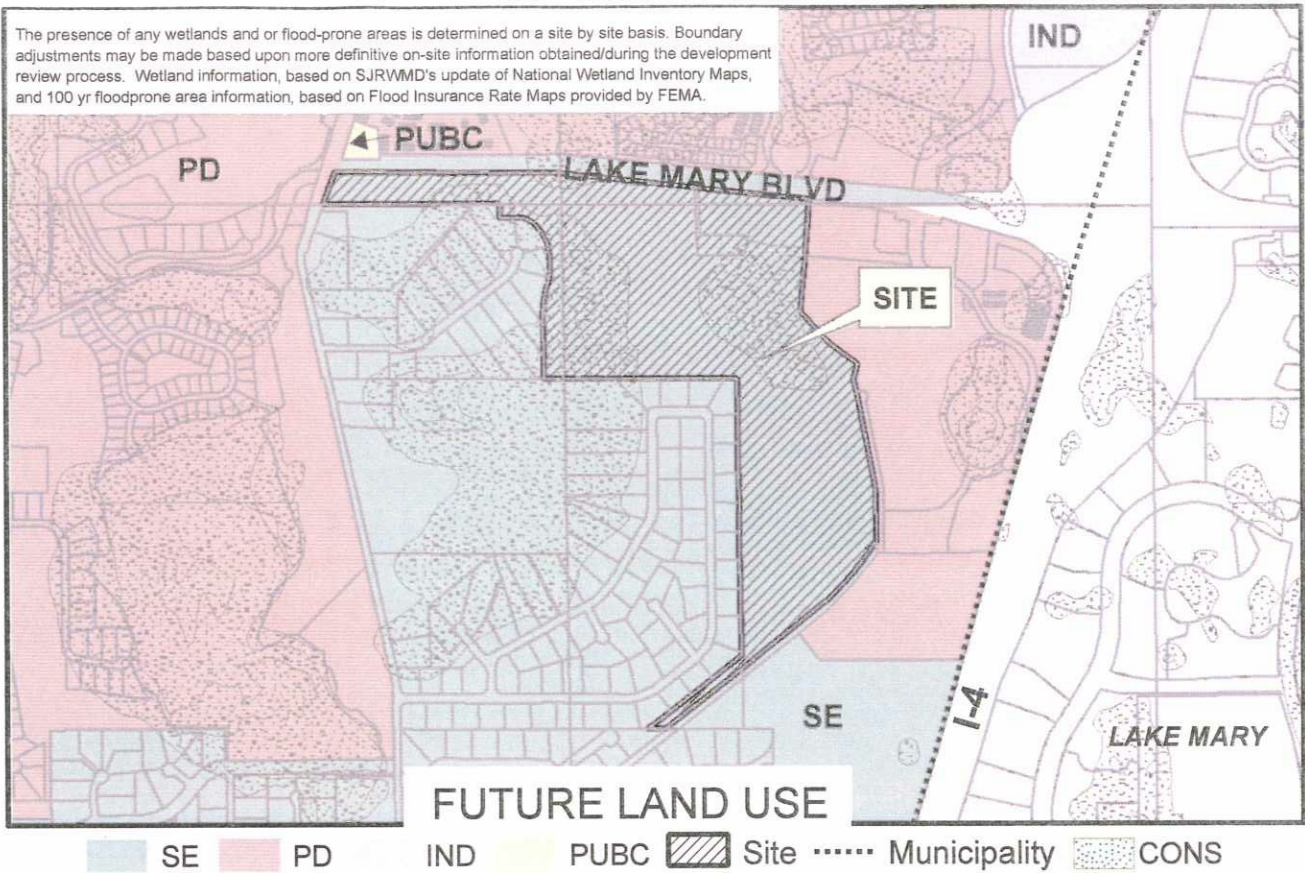 The presence of any wetlands and or flood-prone areas is determined on a site by site basis. Boundary
adjustments may be made based upon more definitive on-site information obtained/during the development
review process. Wetland information, based on SJRWMD's update of National Wetland Inventory Maps,
and 100 yr floodprone area information, based on Flood Insurance Rate Maps provided by FEMA.
IND
PUBC
PD
LAKE MARY BLVD
SITE
SE
I-4
LAKE MARY
FUTURE LAND USE
SE PD IND PUBC Site Municipality CONS